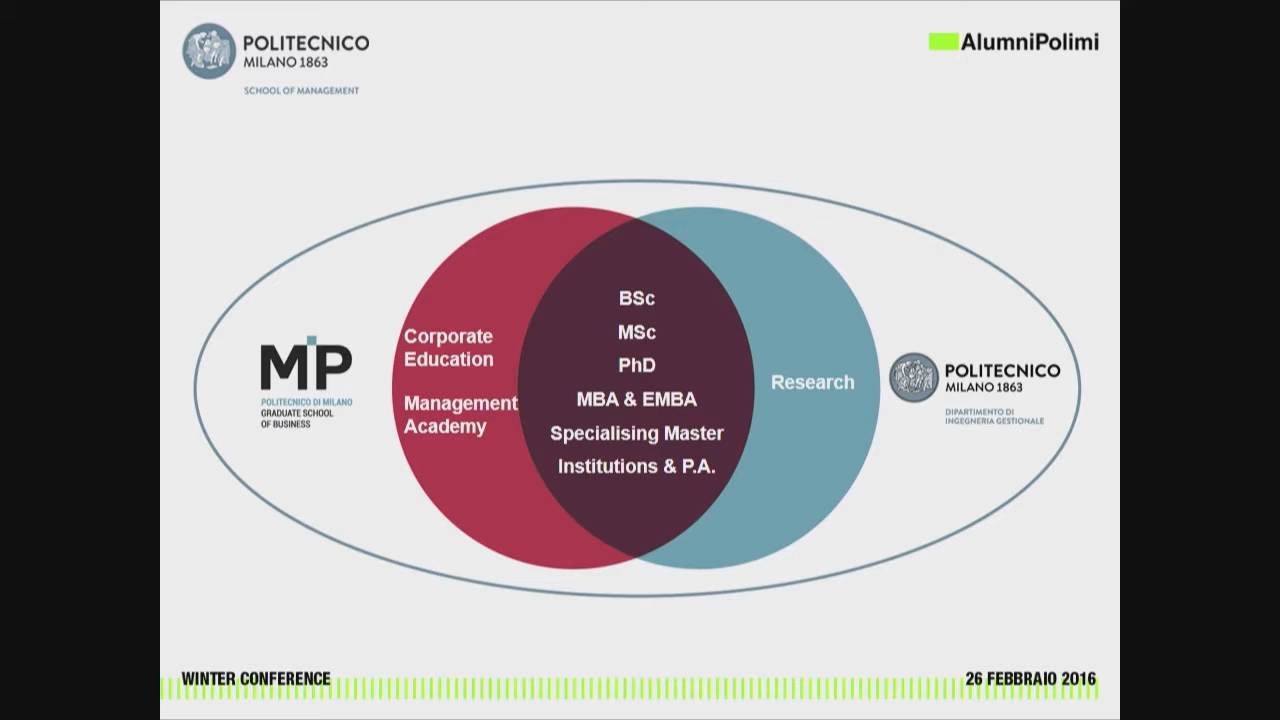 POLITECNICO
MILANO 1863
SCHOOL OF MANAGEMENT
AlumniPolimi
MIP
POLITECNICO DI MILANO
GRADUATE SCHOOL
OF BUSINESS
Corporate
Education
Management
Academy
BSc
MSc
PhD
MBA & EMBA
Specialising Master
Institutions & P.A.
Research
POLITECNICO
MILANO 1863
DIPARTIMENTO DI
INGEGNERIA GESTIONALE
WINTER CONFERENCE
26 FEBBRAIO 2016